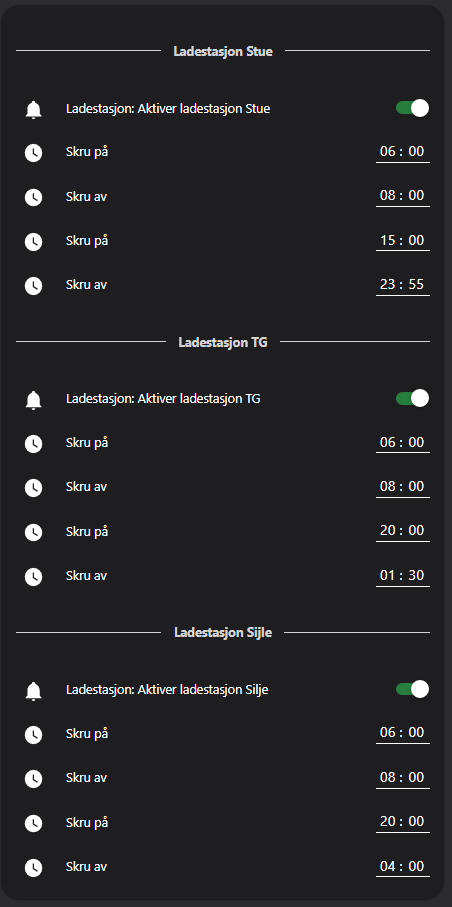 Ladestasjon Stue
Ladestasjon: Aktiver ladestasjon Stue
Skru på 06 : 00
Skru av 08 : 00
Skru på 15 : 00
Skru av 23 : 55
Ladestasjon TG
Ladestasjon: Aktiver ladestasjon TG
Skru på 06 : 00
Skru av 08 : 00
Skru på 20 : 00
Skru av 01 : 30
Ladestasjon Sijle
Ladestasjon: Aktiver ladestasjon Silje
Skru på 06 : 00
Skru av 08 : 00
Skru på 20 : 00
Skru av 04 : 00